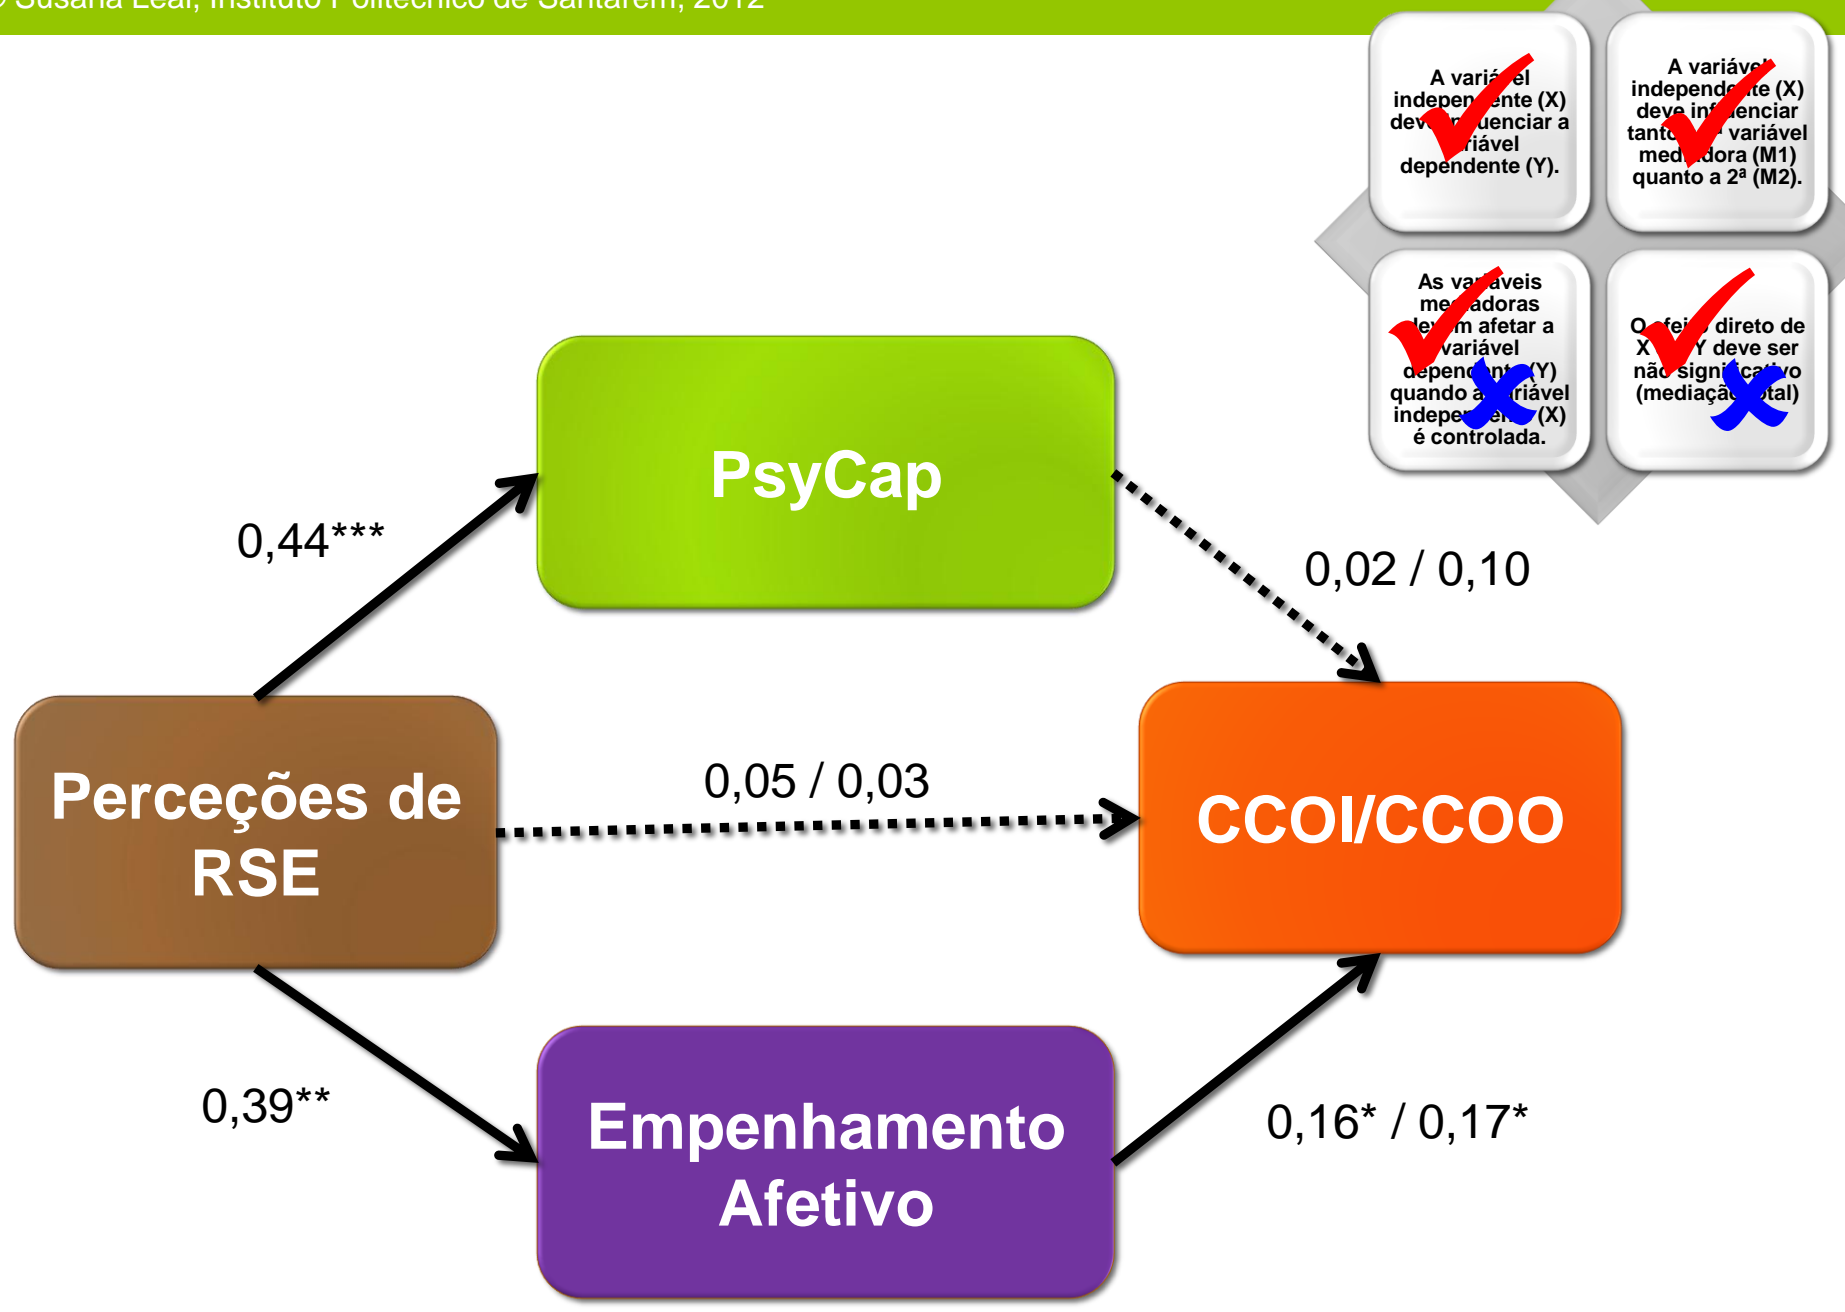 Susana Leal, Instituto Politécnico de Santarém, 2012
A variável
independente (X)
deve influenciar a
variável
dependente (Y).
A variável
independente (X)
deve influenciar
tanto variável
mediadora (M1)
quanto a 2ª (M2).
As variáveis
mediadoras
devem afetar a
variável
dependente (Y)
quando a variável
independente (X)
é controlada.
O efeito direto de
X Y deve ser
não significativo
(mediação total)
PsyCap
0,44***
0,02 / 0,10
Perceções de
RSE
0,05 / 0,03
CCOI/CCOO
0,39**
Empenhamento
Afetivo
0,16* / 0,17*